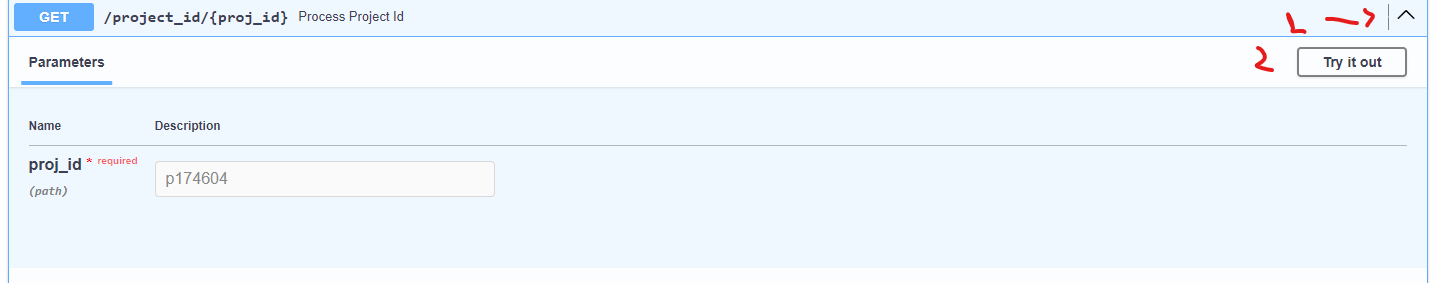 GET /project_id/{proj_id} Process Project Id 1
Parameters 2 Try it out
Name Description
proj_id * required p174604
(path)